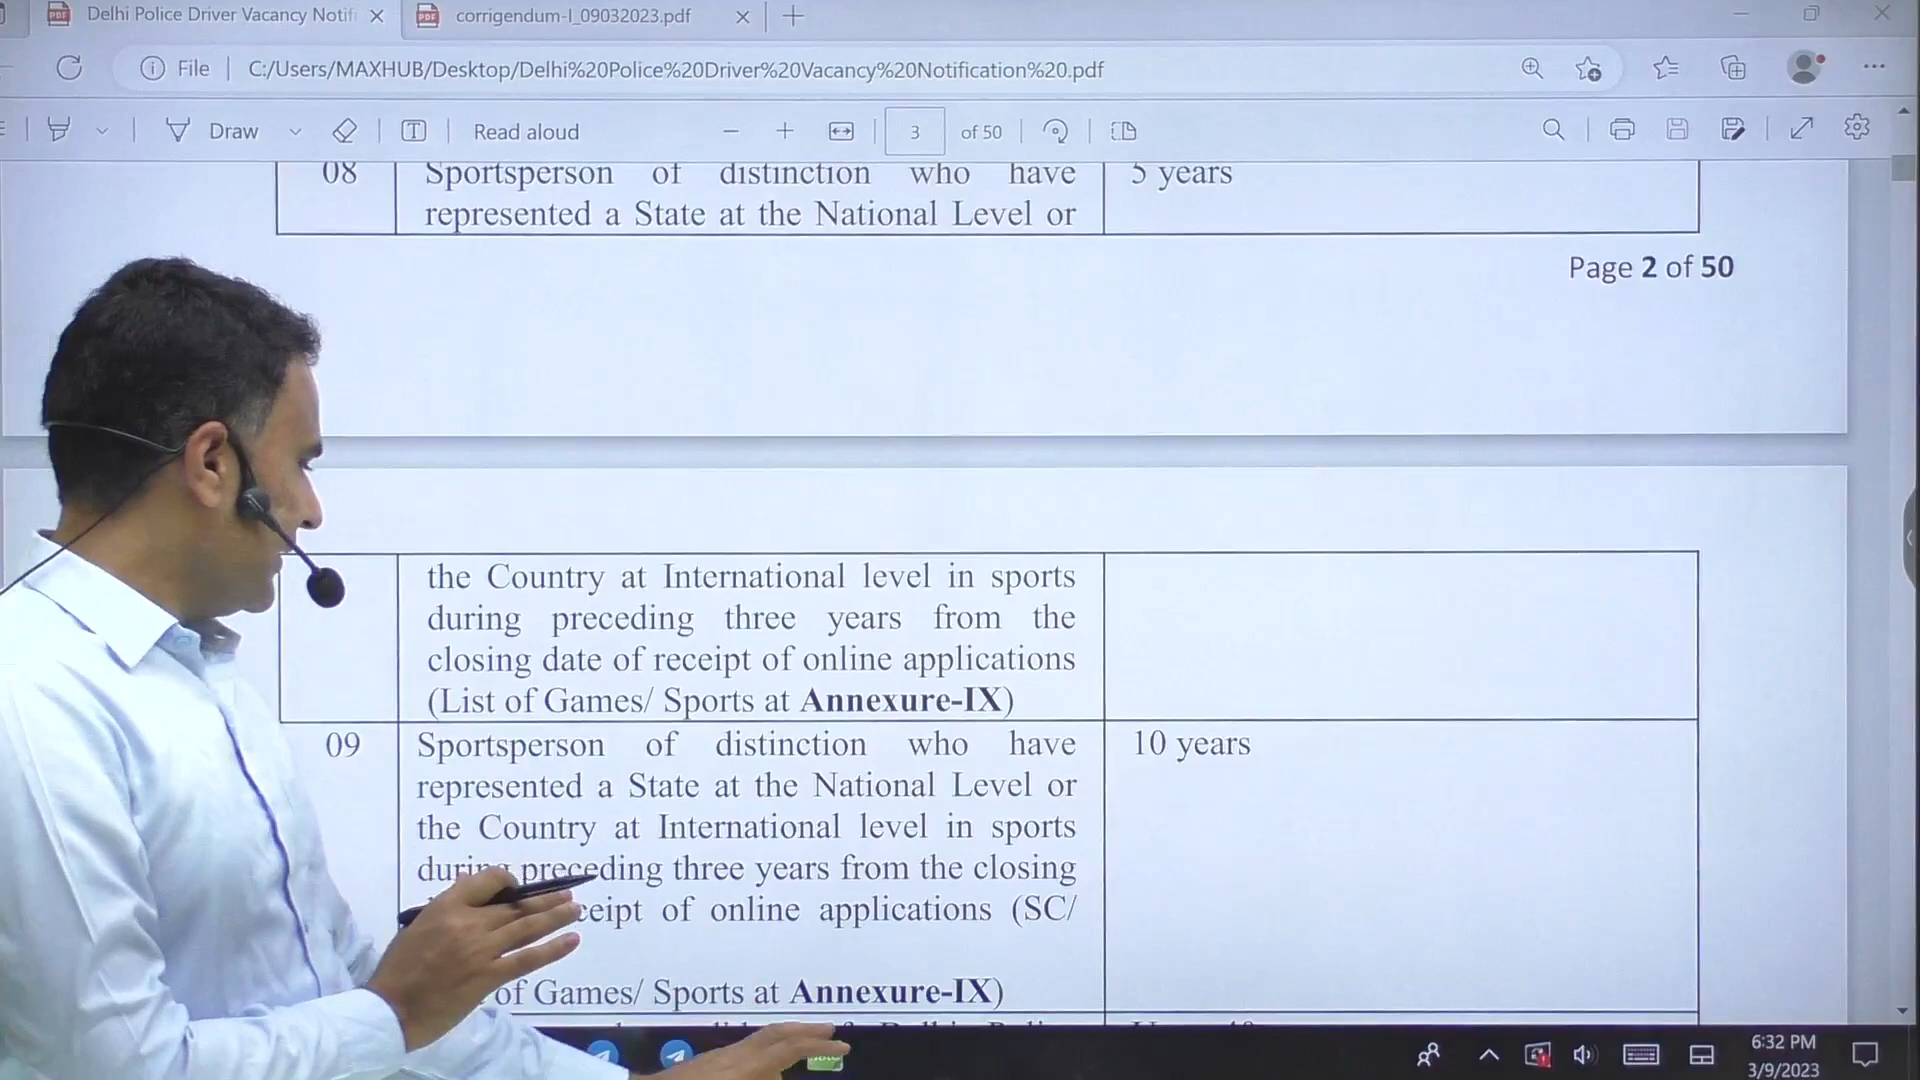 Delhi Police Driver Vacancy Notifi
corrigendum-I_09032023.pdf
File
C:/Users/MAXHUB/Desktop/Delhi%20Police%20Driver%20Vacancy%20Notification%20.pdf
Draw
Read aloud
3
of 50
08
Sportsperson of distinction who have
represented a State at the National Level or
5 years
Page 2 of 50
the Country at International level in sports
during preceding three years from the
closing date of receipt of online applications
(List of Games/ Sports at Annexure-IX)
09
Sportsperson of distinction who have
represented a State at the National Level or
the Country at International level in sports
during preceding three years from the closing
ceipt of online applications (SC/
of Games/ Sports at Annexure-IX)
10 years
6:32 PM
3/9/2023